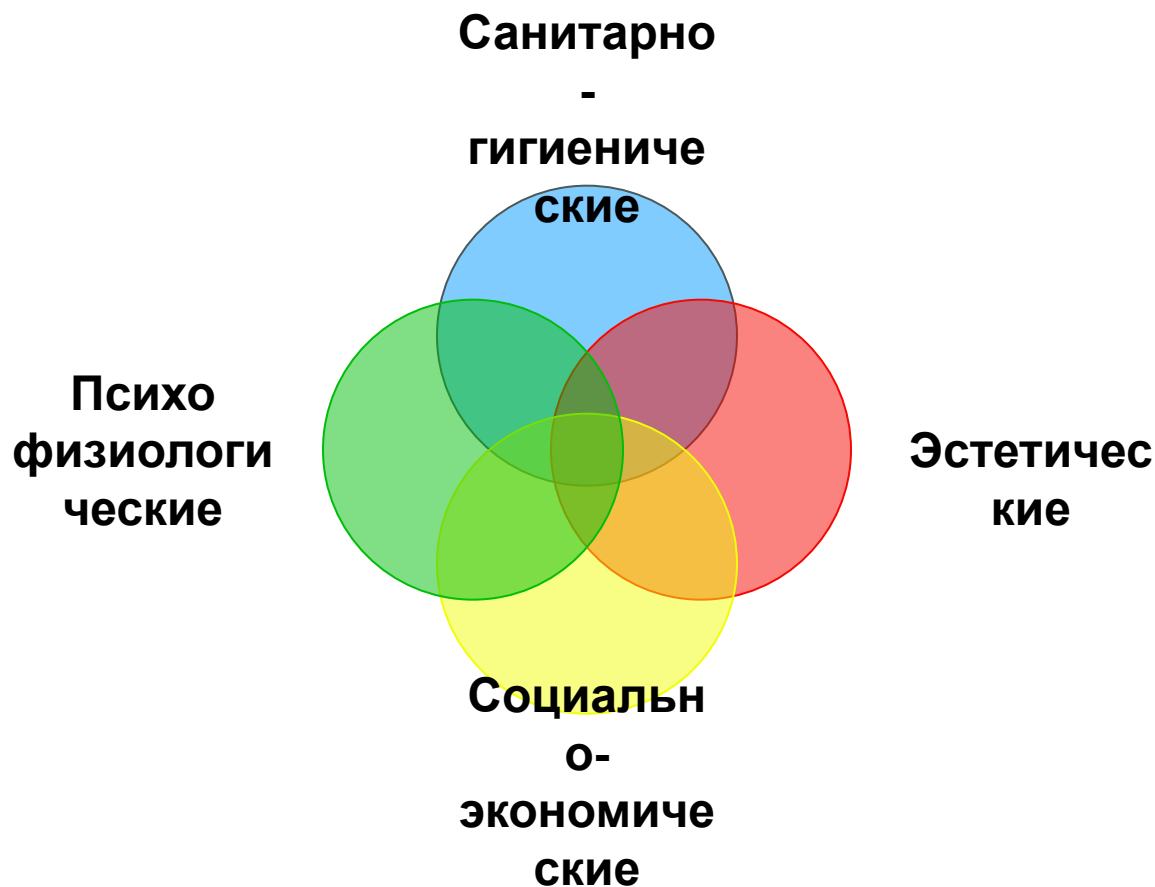 Санитарно
-
гигиениче
ские
Психо
физиологи
ческие
Эстетичес
кие
Социальн
о-
экономиче
ские